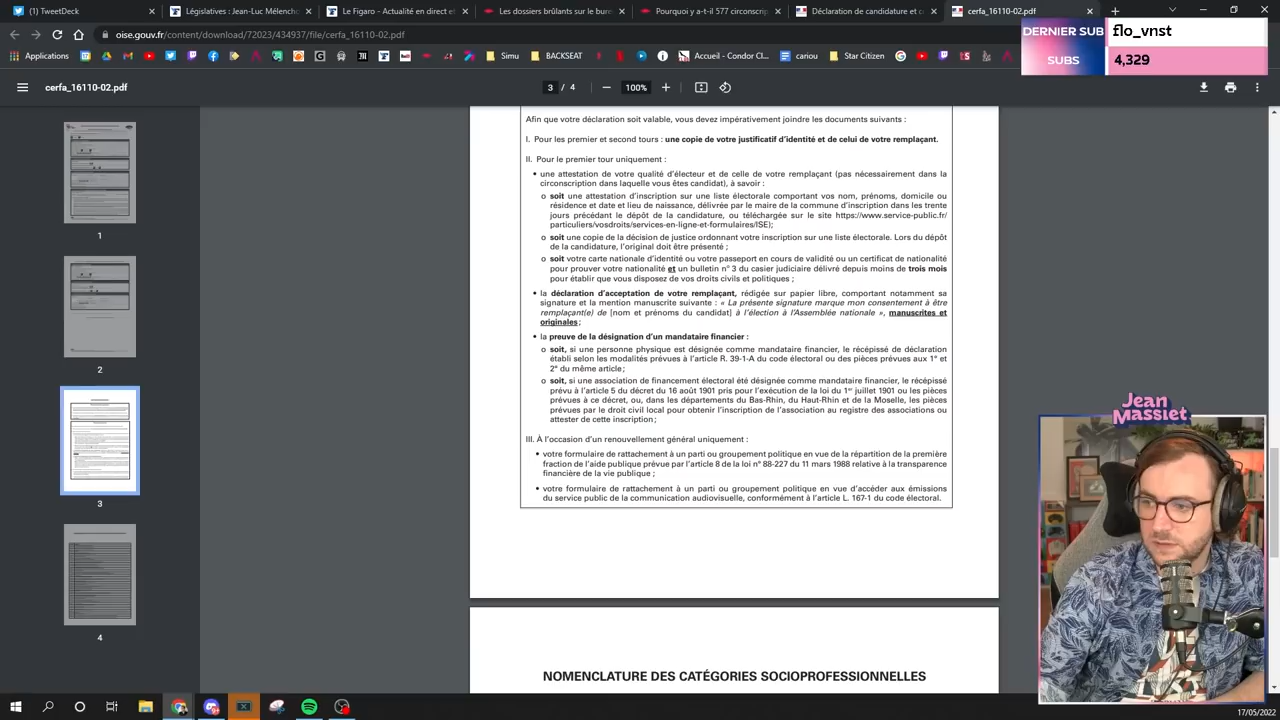 (1) TweetDeck
Législatives : Jean-Luc Mélench
Le Figaro - Actualité en direct et
Les dossiers brûlants sur le bure
Pourquoi y a-t-il 577 circonscrip
Déclaration de candidature et c
cerfa_16110-02.pdf
oise.gouv.fr/content/download/72023/434937/file/cerfa_16110-02.pdf
DERNIER SUB
flo_vnst
SUBS
4,329
Applications
Simu
BACKSEAT
Accueil - Condor Cl...
cariou
Star Citizen
cerfa_16110-02.pdf
3 / 4
100%
Afin que votre déclaration soit valable, vous devez impérativement joindre les documents suivants :
I. Pour les premier et second tours : une copie de votre justificatif d'identité et de celui de votre remplaçant.
II. Pour le premier tour uniquement :
• une attestation de votre qualité d'électeur et de celle de votre remplaçant (pas nécessairement dans la
circonscription dans laquelle vous êtes candidat), à savoir :
o soit une attestation d'inscription sur une liste électorale comportant vos nom, prénoms, domicile ou
résidence et date et lieu de naissance, délivrée par le maire de la commune d'inscription dans les trente
jours précédant le dépôt de la candidature, ou téléchargée sur le site https://www.service-public.fr/
particuliers/vosdroits/services-en-ligne-et-formulaires/ISE);
o soit une copie de la décision de justice ordonnant votre inscription sur une liste électorale. Lors du dépôt
de la candidature, l'original doit être présenté ;
o soit votre carte nationale d'identité ou votre passeport en cours de validité ou un certificat de nationalité
pour prouver votre nationalité et un bulletin n° 3 du casier judiciaire délivré depuis moins de trois mois
pour établir que vous disposez de vos droits civils et politiques ;
• la déclaration d'acceptation de votre remplaçant, rédigée sur papier libre, comportant notamment sa
signature et la mention manuscrite suivante : « La présente signature marque mon consentement à être
remplaçant(e) de [nom et prénoms du candidat] à l'élection à l'Assemblée nationale », manuscrites et
originales ;
• la preuve de la désignation d'un mandataire financier :
o soit, si une personne physique est désignée comme mandataire financier, le récépissé de déclaration
établi selon les modalités prévues à l'article R. 39-1-A du code électoral ou des pièces prévues aux 1° et
2° du même article ;
o soit, si une association de financement électoral été désignée comme mandataire financier, le récépissé
prévu à l'article 5 du décret du 16 août 1901 pris pour l'exécution de la loi du 1er juillet 1901 ou les pièces
prévues à ce décret, ou, dans les départements du Bas-Rhin, du Haut-Rhin et de la Moselle, les pièces
prévues par le droit civil local pour obtenir l'inscription de l'association au registre des associations ou
attester de cette inscription ;
III. À l'occasion d'un renouvellement général uniquement :
• votre formulaire de rattachement à un parti ou groupement politique en vue de la répartition de la première
fraction de l'aide publique prévue par l'article 8 de la loi n° 88-227 du 11 mars 1988 relative à la transparence
financière de la vie publique ;
• votre formulaire de rattachement à un parti ou groupement politique en vue d'accéder aux émissions
du service public de la communication audiovisuelle, conformément à l'article L. 167-1 du code électoral.
NOMENCLATURE DES CATÉGORIES SOCIOPROFESSIONNELLES
1
2
3
4
Jean
Massiet
17/05/2022